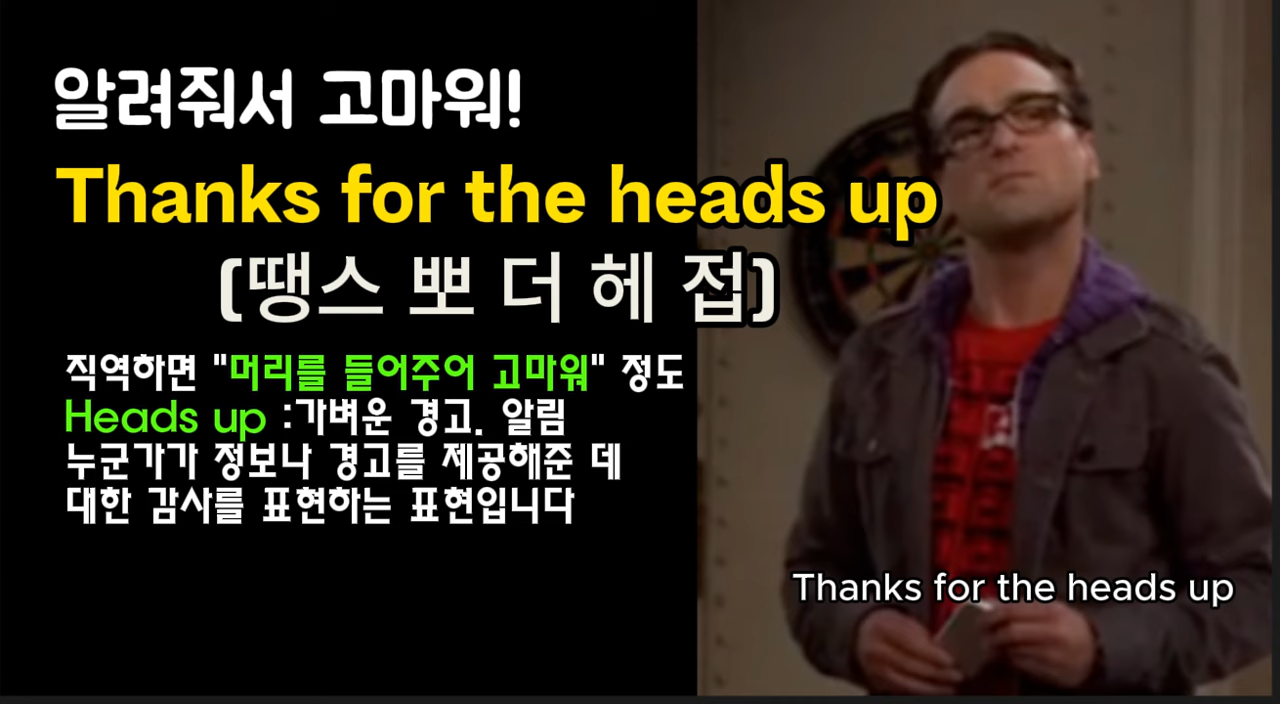 알려줘서 고마워!
Thanks for the heads up
(땡스 뽀 더 헤 접)
직역하면 "머리를 들어주어 고마워" 정도
Heads up :가벼운 경고. 알림
누군가가 정보나 경고를 제공해준 데
대한 감사를 표현하는 표현입니다
Thanks for the heads up